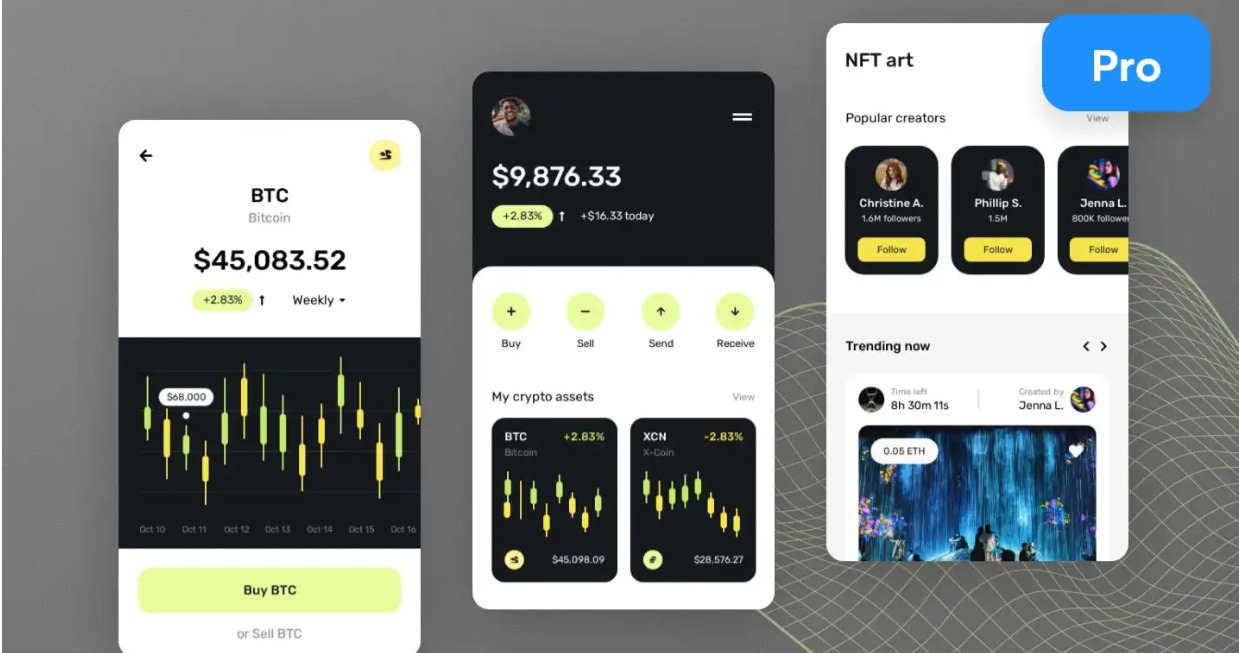 BTC
Bitcoin
$45,083.52
+2.83%
Weekly
$68,000
Oct 10 Oct 11 Oct 12 Oct 13 Oct 14 Oct 15 Oct 16
Buy BTC
or Sell BTC
$9,876.33
+2.83% +$16.33 today
Buy Sell Send Receive
My crypto assets View
BTC +2.83%
Bitcoin
$45,098.09
XCN -2.83%
X-Coin
$28,576.27
NFT art
Pro
Popular creators View
Christine A.
1.6M followers
Follow
Phillip S.
1.5M
Follow
Jenna L.
800K followe
Follow
Trending now
Time left
8h 30m 11s
Created by
Jenna L.
0.05 ETH